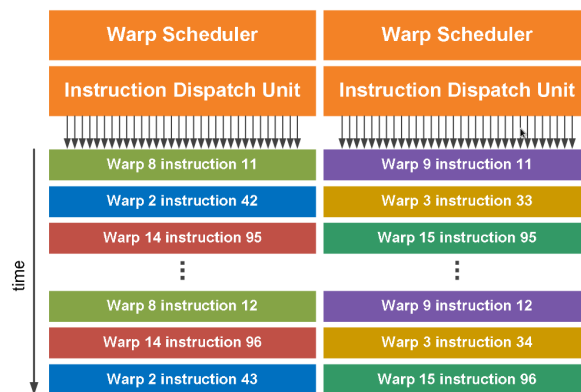 Warp Scheduler
Warp Scheduler
Instruction Dispatch Unit
Instruction Dispatch Unit
Warp 8 instruction 11
Warp 9 instruction 11
Warp 2 instruction 42
Warp 3 instruction 33
Warp 14 instruction 95
Warp 15 instruction 95
time
Warp 8 instruction 12
Warp 9 instruction 12
Warp 14 instruction 96
Warp 3 instruction 34
Warp 2 instruction 43
Warp 15 instruction 96